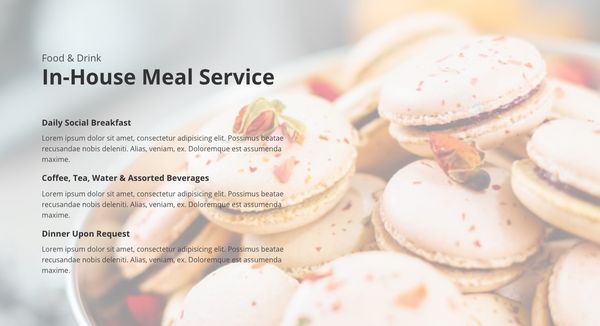 Food & Drink
In-House Meal Service
Daily Social Breakfast
Lorem ipsum dolor sit amet, consectetur adipisicing elit. Possimus beatae
recusandae nobis deleniti. Alias, veniam, ex. Doloremque est assumenda
maxime.
Coffee, Tea, Water & Assorted Beverages
Lorem ipsum dolor sit amet, consectetur adipisicing elit. Possimus beatae
recusandae nobis deleniti. Alias, veniam, ex. Doloremque est assumenda
maxime.
Dinner Upon Request
Lorem ipsum dolor sit amet, consectetur adipisicing elit. Possimus beatae
recusandae nobis deleniti. Alias, veniam, ex. Doloremque est assumenda
maxime.